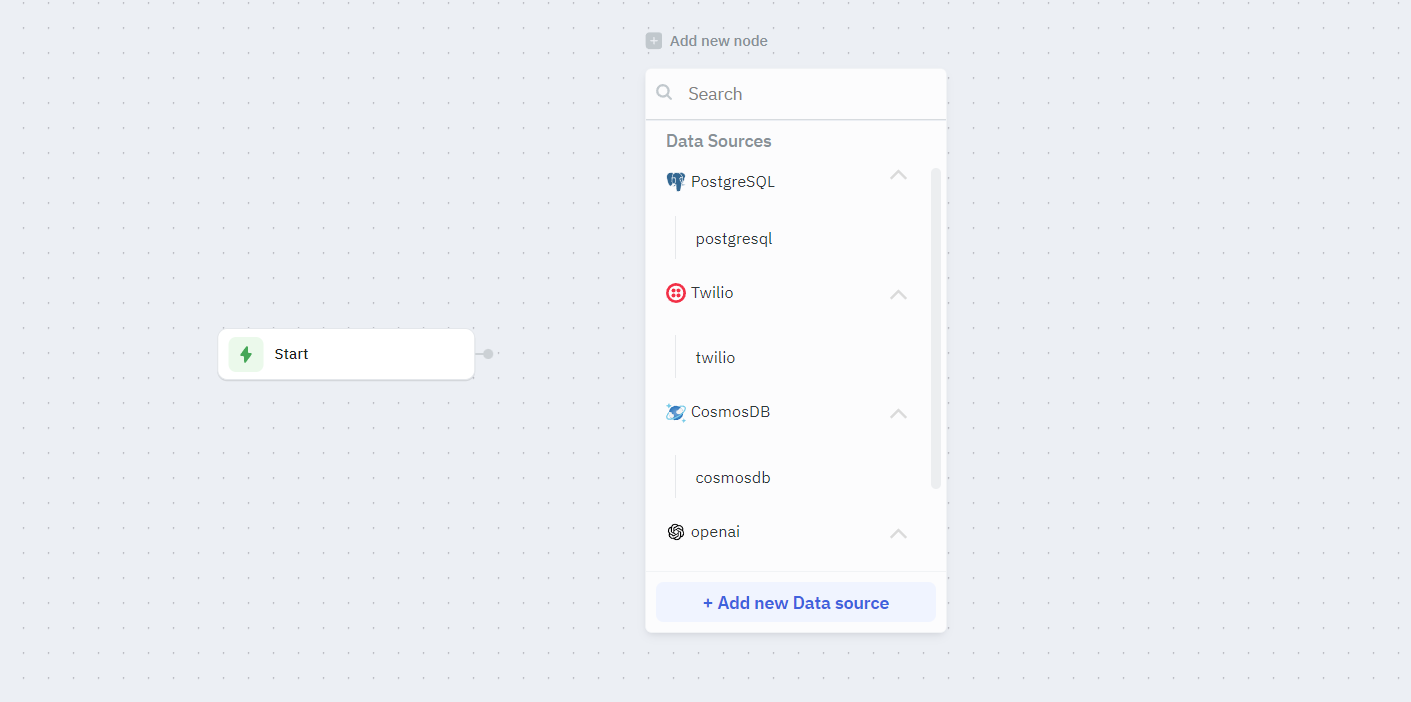 Add new node
Search
Data Sources
PostgreSQL
postgresql
Twilio
twilio
CosmosDB
cosmosdb
openai
+ Add new Data source
Start